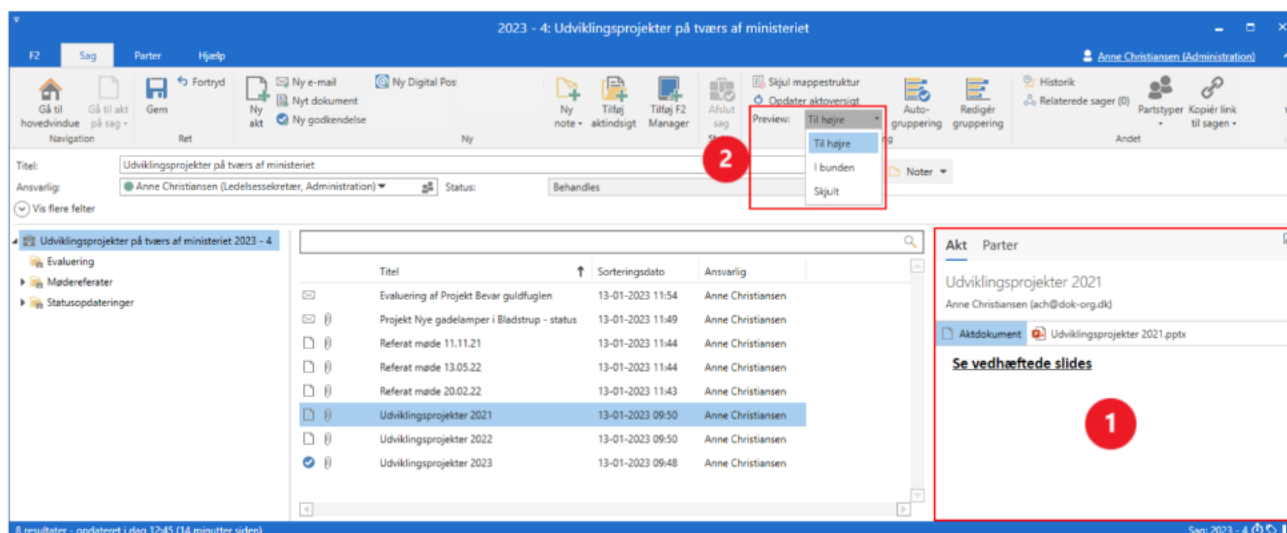 2023 - 4: Udviklingsprojekter på tværs af ministeriet
F2 Sag Parter Hjælp Anne Christiansen (Administration)
Gå til hovedvindue
Gå til akt på sag
Navigation
Gem
Fortryd
Ret
Ny akt
Ny e-mail
Nyt dokument
Ny godkendelse
Ny Digital Post
Ny
Ny note
Tilføj aktindsigt
Tilføj F2 Manager
Afslut sag
Skjul mappestruktur
Opdater aktoversigt
Preview: Til højre
Til højre
I bunden
Skjult
2
Auto-gruppering
Redigér gruppering
Historik
Relaterede sager (0)
Partstyper
Kopiér link til sagen
Andet
Titel: Udviklingsprojekter på tværs af ministeriet
Noter
Ansvarlig: Anne Christiansen (Ledelsessekretær, Administration) Status: Behandles
Vis flere felter
Udviklingsprojekter på tværs af ministeriet 2023 - 4
Evaluering
Mødereferater
Statusopdateringer
Titel Sorteringsdato Ansvarlig
Evaluering af Projekt Bevar guldfuglen 13-01-2023 11:54 Anne Christiansen
Projekt Nye gadelamper i Bladstrup - status 13-01-2023 11:49 Anne Christiansen
Referat møde 11.11.21 13-01-2023 11:44 Anne Christiansen
Referat møde 13.05.22 13-01-2023 11:44 Anne Christiansen
Referat møde 20.02.22 13-01-2023 11:43 Anne Christiansen
Udviklingsprojekter 2021 13-01-2023 09:50 Anne Christiansen
Udviklingsprojekter 2022 13-01-2023 09:50 Anne Christiansen
Udviklingsprojekter 2023 13-01-2023 09:48 Anne Christiansen
Akt Parter
Udviklingsprojekter 2021
Anne Christiansen (ach@dok-org.dk)
Aktdokument Udviklingsprojekter 2021.pptx
Se vedhæftede slides
1
8 resultater - opdateret i dag 12:45 (14 minutter siden) Sag: 2023 - 4